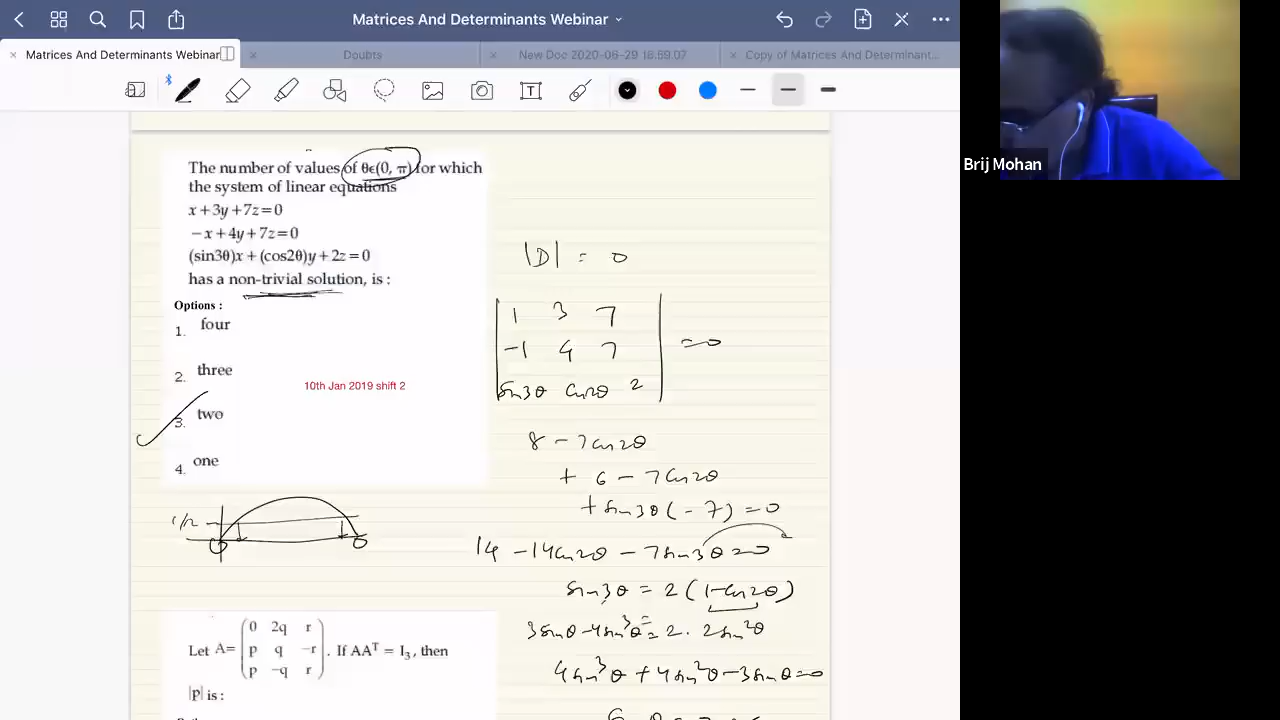 Matrices And Determinants Webinar
Matrices And Determinants Webinar
Doubts
New Doc 2020-06-29 16.59.07
Copy of Matrices And Determinant...
Brij Mohan
The number of values of θϵ(0, π) for which
the system of linear equations
x+3y+7z=0
−x+4y+7z=0
(sin3θ)x+(cos2θ)y+2z=0
has a non-trivial solution, is :
Options :
1. four
2. three
10th Jan 2019 shift 2
3. two
4. one
1/2
|D| = 0
| 1 3 7 |
| -1 4 7 | = 0
| sin3θ cos2θ 2 |
8 - 7cos2θ
+ 6 - 7cos2θ
+ sin3θ(-7) = 0
14 - 14cos2θ - 7sin3θ = 0
sin3θ = 2(1-cos2θ)
3sinθ - 4sin³θ = 2. 2sin²θ
4sin³θ + 4sin²θ - 3sinθ = 0
Let A= ( 0 2q r
p q −r
p −q r ) . If AAᵀ = I₃, then
|p| is :